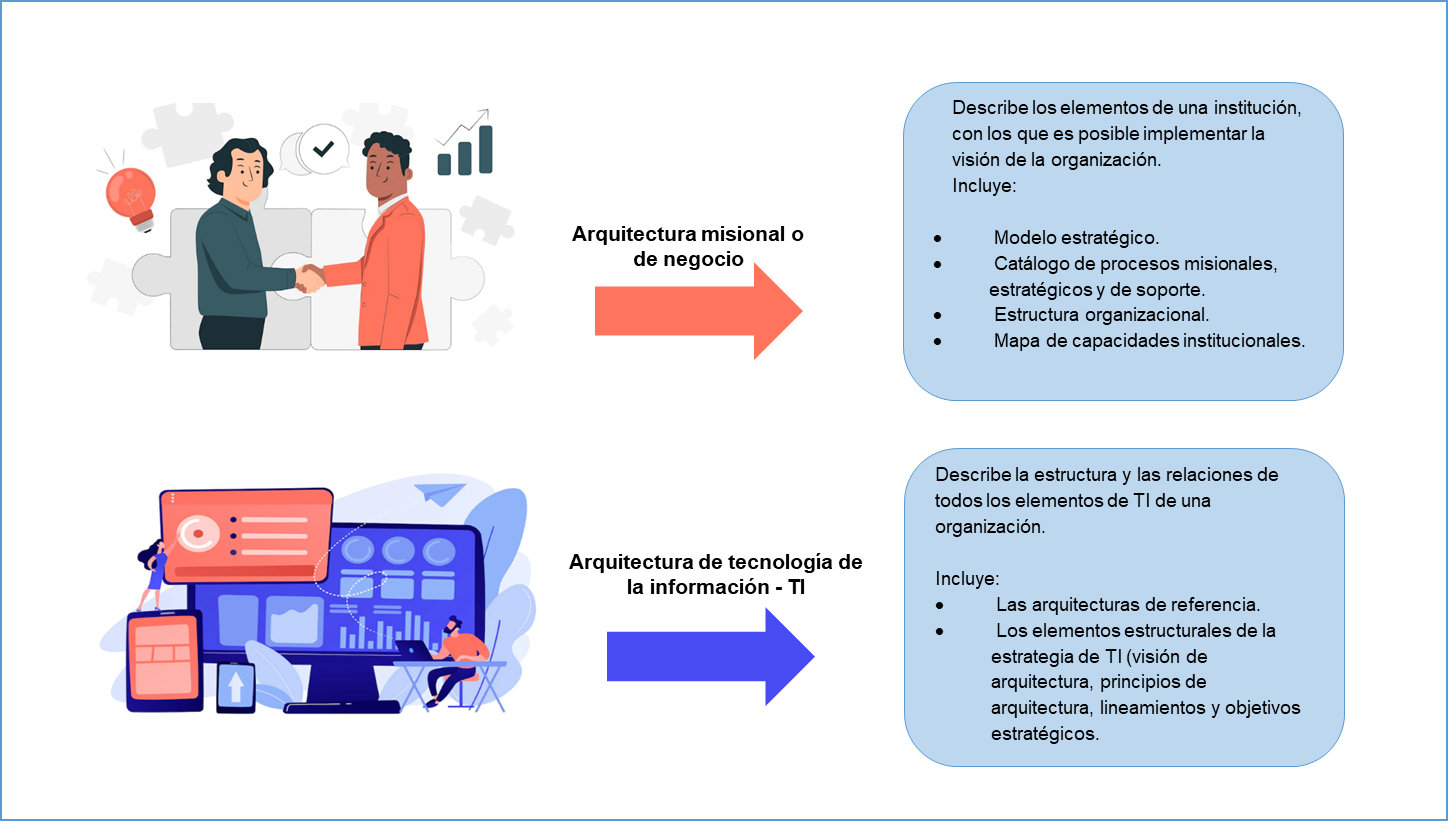 Arquitectura misional o
de negocio
Describe los elementos de una institución,
con los que es posible implementar la
visión de la organización.
Incluye:
• Modelo estratégico.
• Catálogo de procesos misionales,
estratégicos y de soporte.
• Estructura organizacional.
• Mapa de capacidades institucionales.
Arquitectura de tecnología de
la información - TI
Describe la estructura y las relaciones de
todos los elementos de TI de una
organización.
Incluye:
• Las arquitecturas de referencia.
• Los elementos estructurales de la
estrategia de TI (visión de
arquitectura, principios de
arquitectura, lineamientos y objetivos
estratégicos.